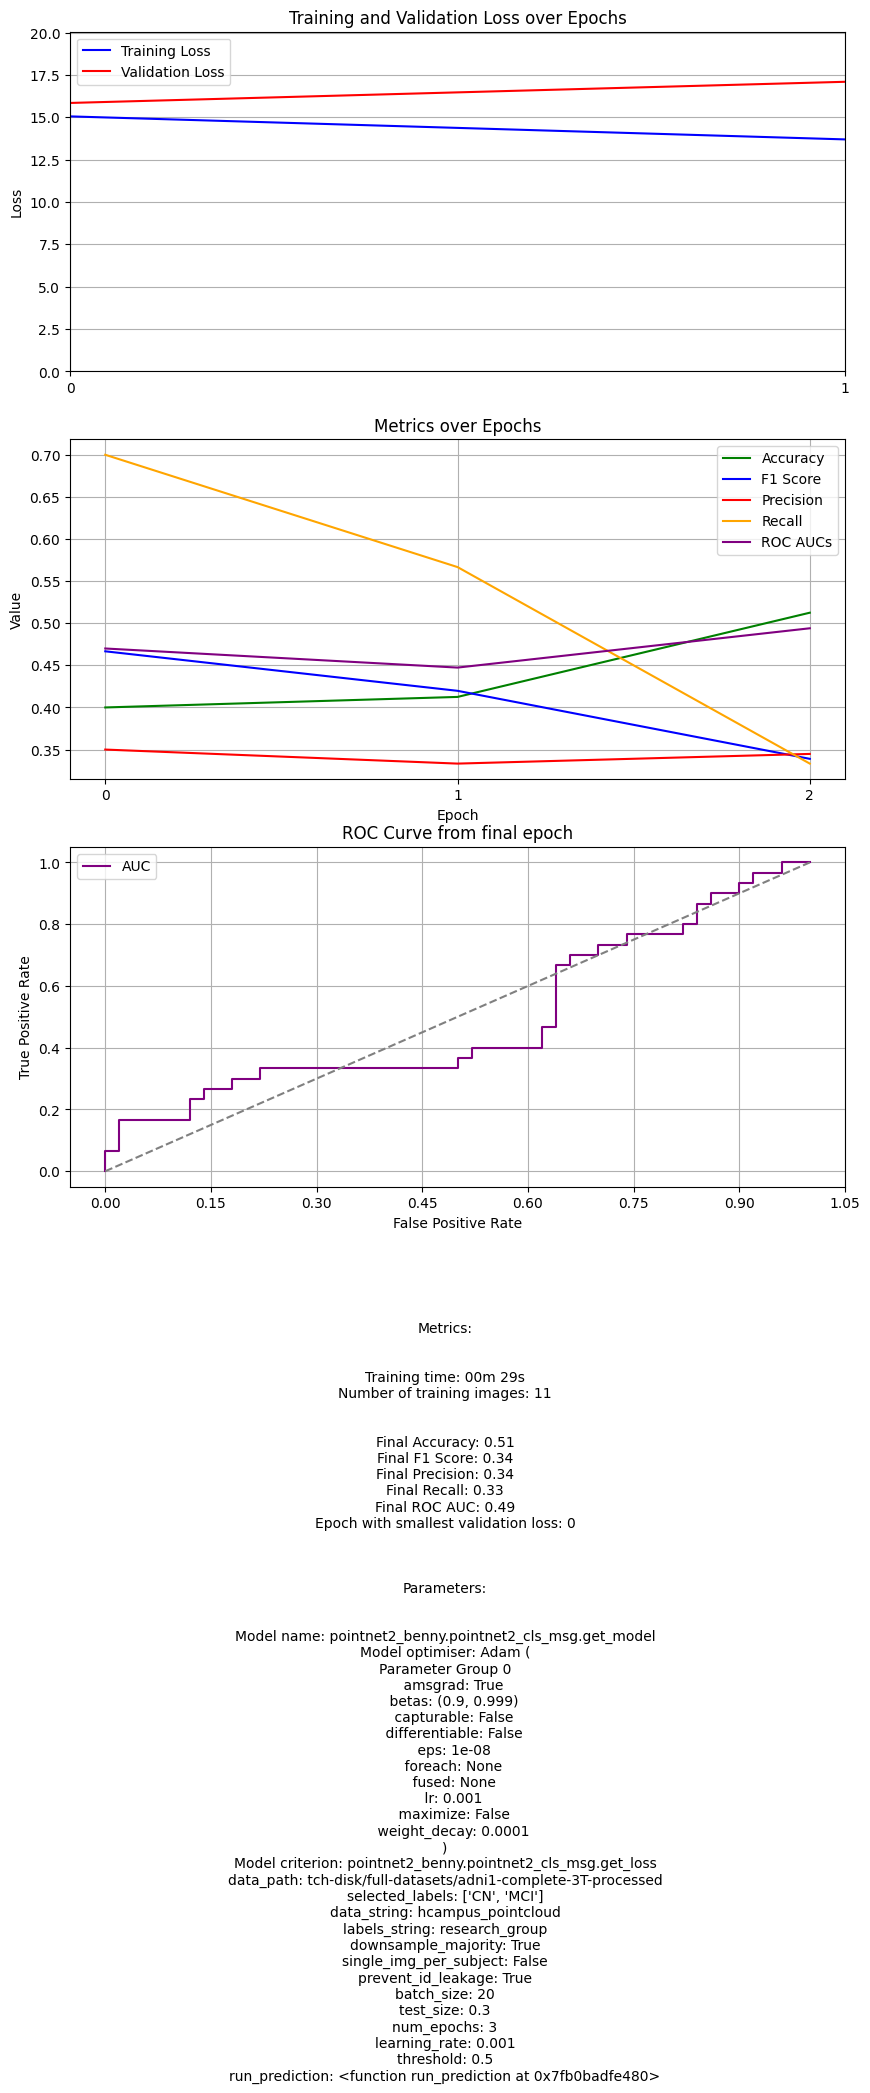 Training and Validation Loss over Epochs
20.0
17.5
15.0
12.5
10.0
7.5
5.0
2.5
0.0
Loss
Training Loss
Validation Loss
0 1
Metrics over Epochs
0.70
0.65
0.60
0.55
0.50
0.45
0.40
0.35
Value
Accuracy
F1 Score
Precision
Recall
ROC AUCs
0 1 2
Epoch
ROC Curve from final epoch
1.0
0.8
0.6
0.4
0.2
0.0
True Positive Rate
AUC
0.00 0.15 0.30 0.45 0.60 0.75 0.90 1.05
False Positive Rate
Metrics:
Training time: 00m 29s
Number of training images: 11
Final Accuracy: 0.51
Final F1 Score: 0.34
Final Precision: 0.34
Final Recall: 0.33
Final ROC AUC: 0.49
Epoch with smallest validation loss: 0
Parameters:
Model name: pointnet2_benny.pointnet2_cls_msg.get_model
Model optimiser: Adam (
Parameter Group 0
amsgrad: True
betas: (0.9, 0.999)
capturable: False
differentiable: False
eps: 1e-08
foreach: None
fused: None
lr: 0.001
maximize: False
weight_decay: 0.0001
)
Model criterion: pointnet2_benny.pointnet2_cls_msg.get_loss
data_path: tch-disk/full-datasets/adni1-complete-3T-processed
selected_labels: ['CN', 'MCI']
data_string: hcampus_pointcloud
labels_string: research_group
downsample_majority: True
single_img_per_subject: False
prevent_id_leakage: True
batch_size: 20
test_size: 0.3
num_epochs: 3
learning_rate: 0.001
threshold: 0.5
run_prediction: <function run_prediction at 0x7fb0badfe480>